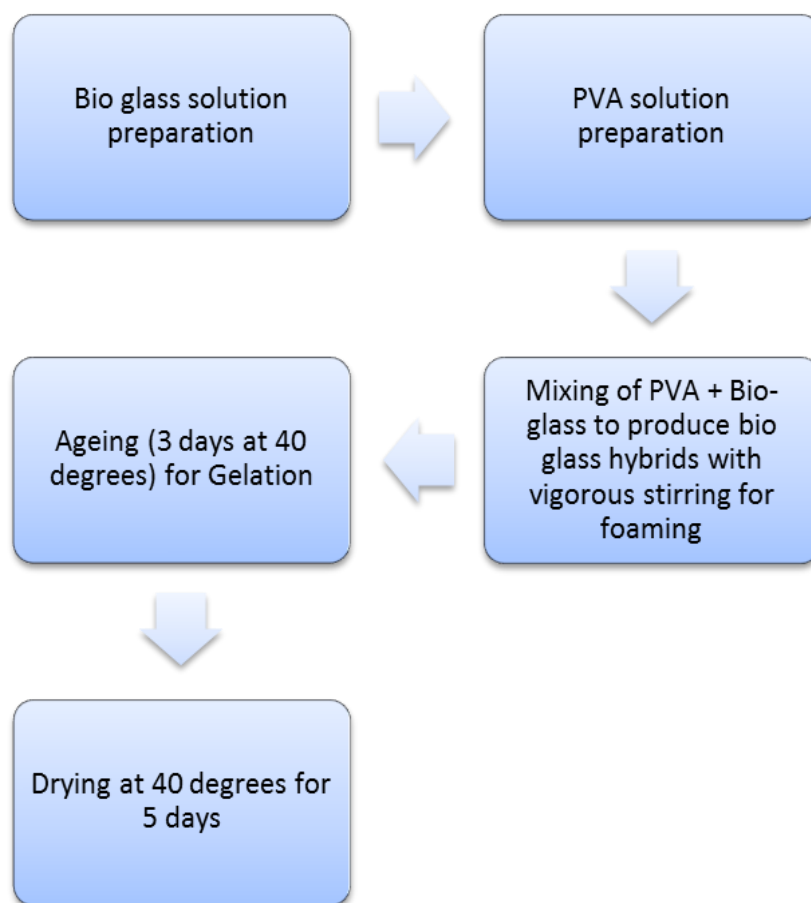 Bio glass solution
preparation
PVA solution
preparation
Mixing of PVA + Bio-
glass to produce bio
glass hybrids with
vigorous stirring for
foaming
Ageing (3 days at 40
degrees) for Gelation
Drying at 40 degrees for
5 days